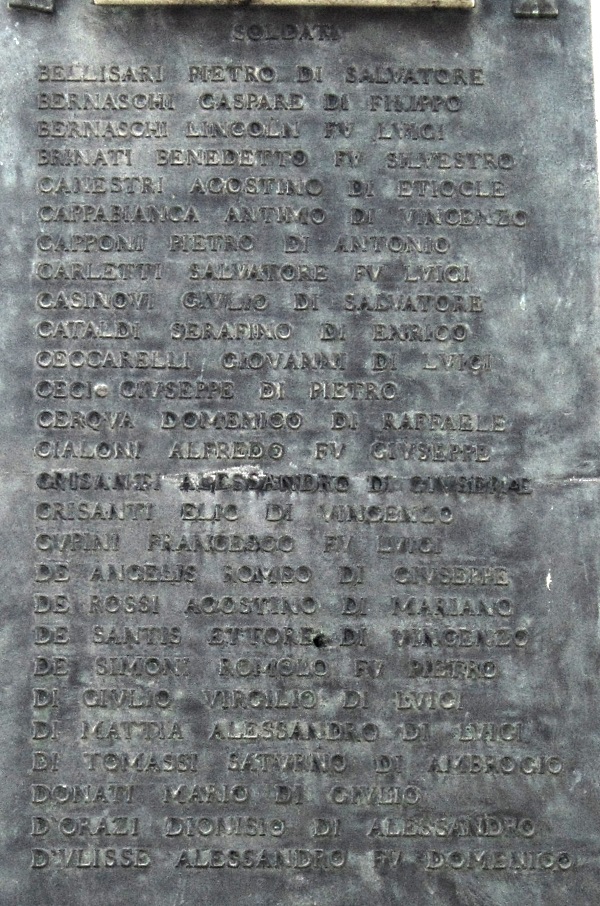 SOLDATI
BELLISARI PIETRO DI SALVATORE
BERNASCHI GASPARE DI FILIPPO
BERNASCHI LINCOLN FV LVIGI
BRINATI BENEDETTO FV SILVESTRO
CANESTRI AGOSTINO DI ETIOCLE
CAPPABIANCA ANTIMO DI VINCENZO
CAPPONI PIETRO DI ANTONIO
CARLETTI SALVATORE FV LVIGI
CASINOVI GIVLIO DI SALVATORE
CATALDI SERAFINO DI ENRICO
CECCARELLI GIOVANNI DI LVIGI
CECI GIVSEPPE DI PIETRO
CERQVA DOMENICO DI RAFFAELE
CIALONI ALFREDO FV GIVSEPPE
CRISANTI ALESSANDRO DI GIVSEPPE
CRISANTI ELIO DI VINCENZO
CVRINI FRANCESCO FV LVIGI
DE ANGELIS ROMEO DI GIVSEPPE
DE ROSSI AGOSTINO DI MARIANO
DE SANTIS ETTORE DI VINCENZO
DE SIMONI ROMOLO FV PIETRO
DI GIVLIO VIRGILIO DI LVIGI
DI MATTIA ALESSANDRO DI LVIGI
DI TOMASSI SATVRNO DI AMBROGIO
DONATI MARIO DI GIVLIO
D'ORAZI DIONISIO DI ALESSANDRO
D'VLISSE ALESSANDRO FV DOMENICO